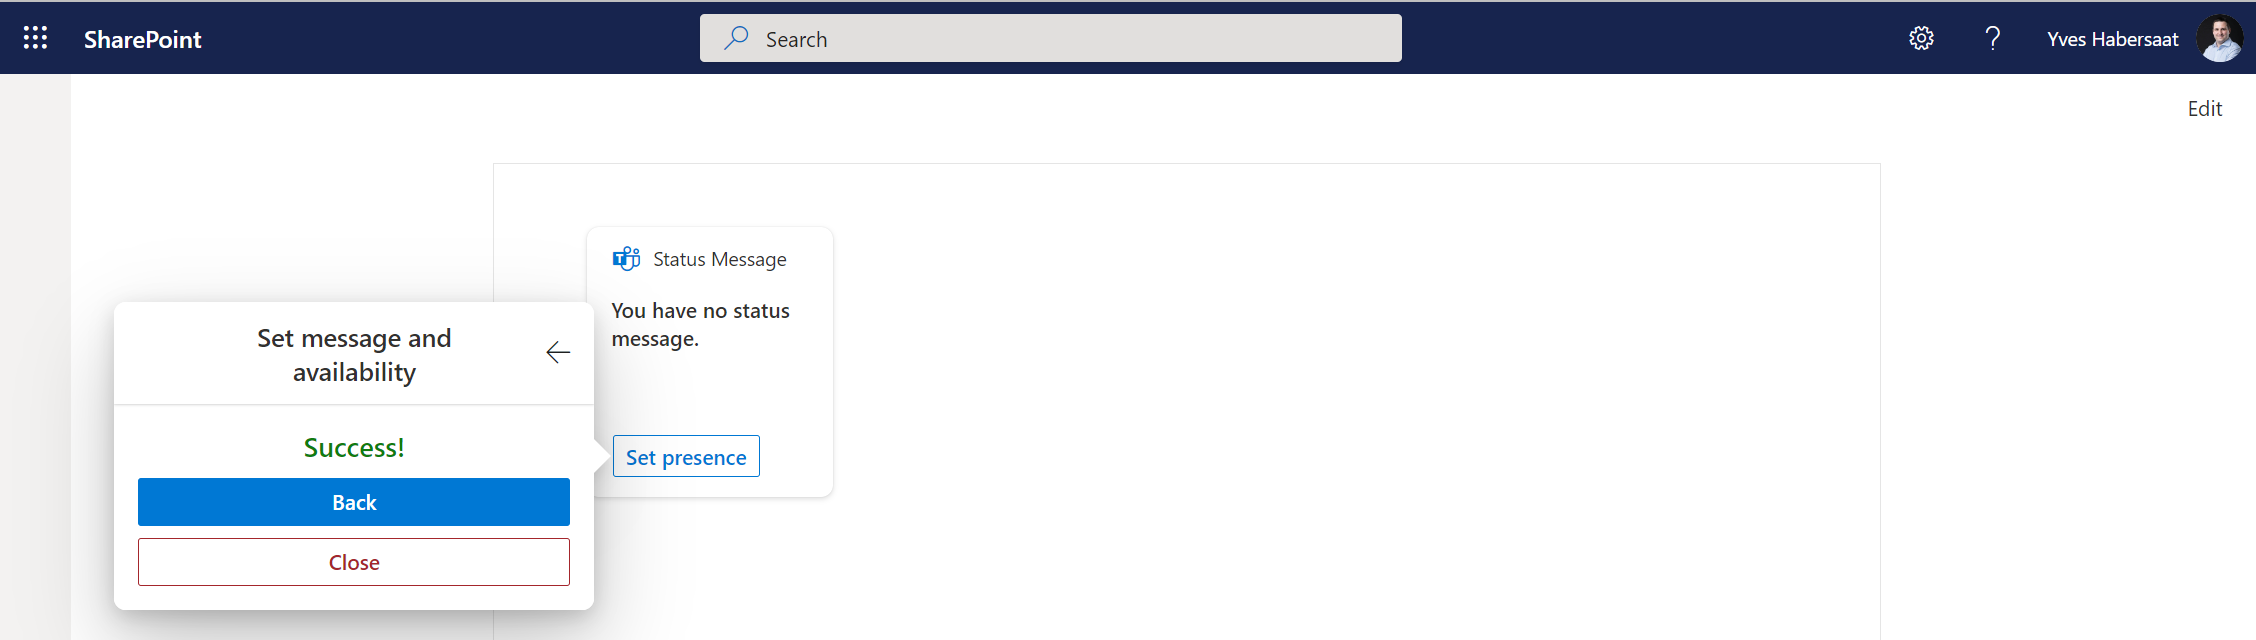 SharePoint
Search
Yves Habersaat
Edit
Status Message
You have no status
message.
Set presence
Set message and
availability
Success!
Back
Close